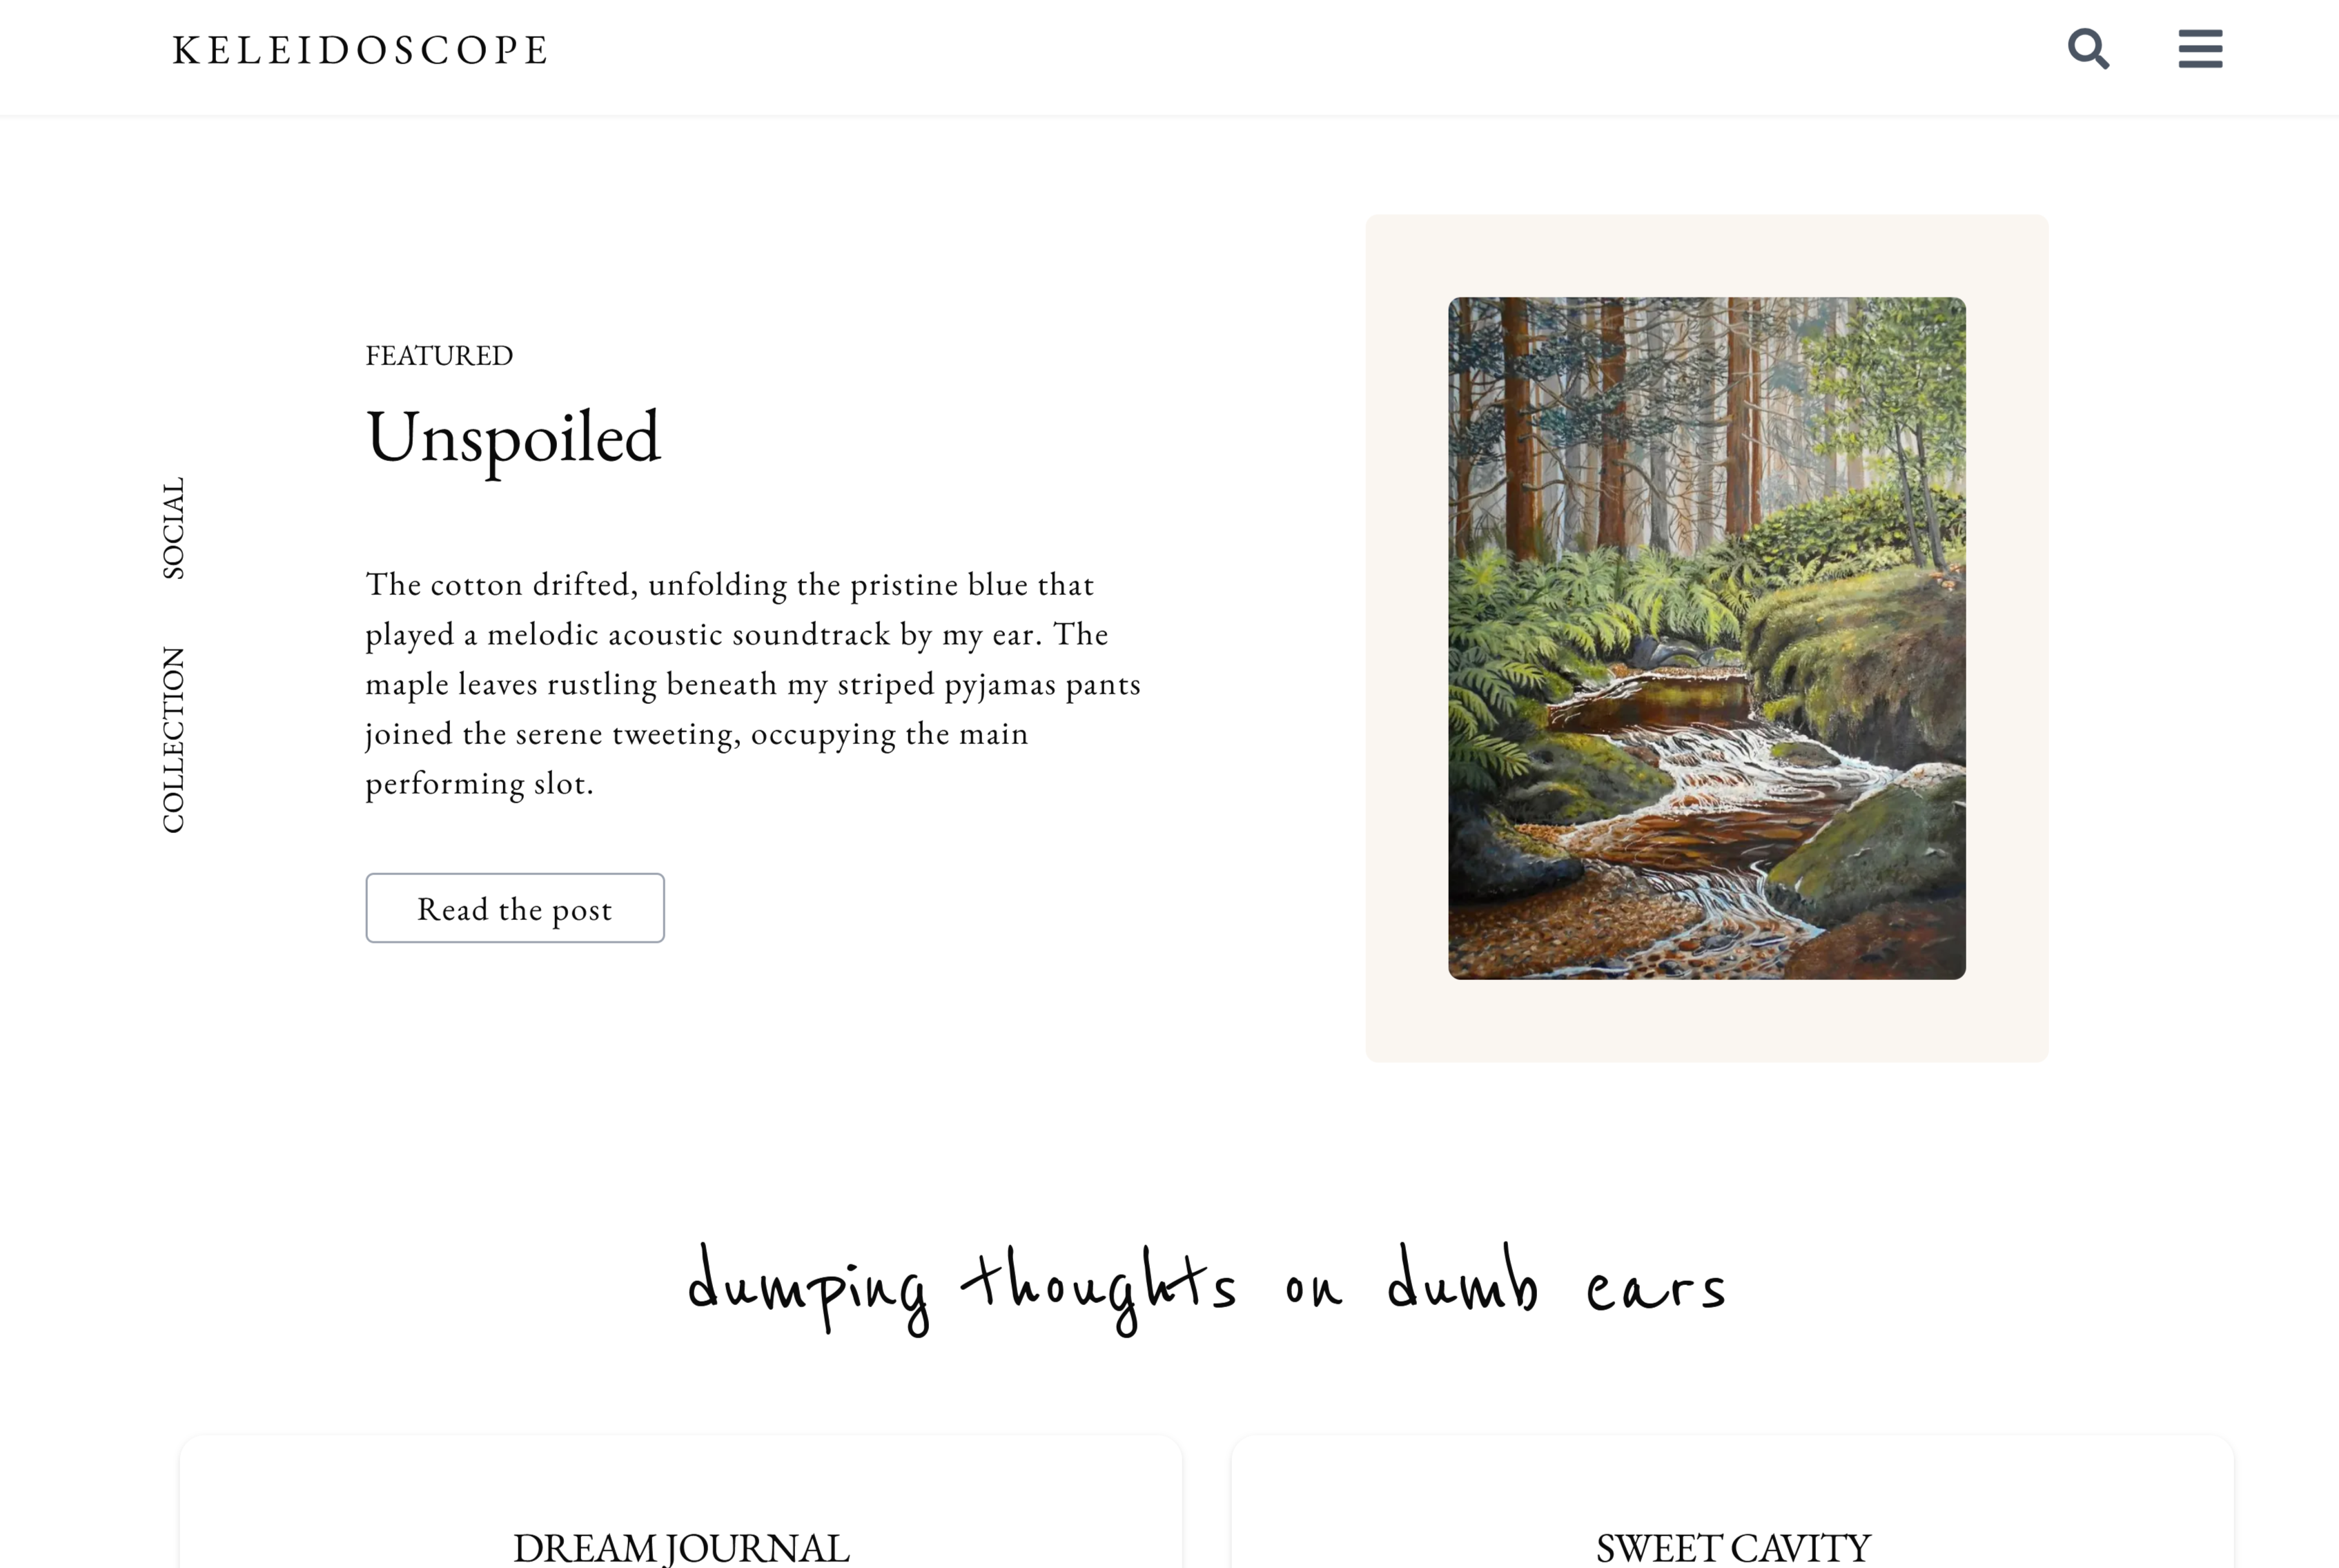 KELEIDOSCOPE
FEATURED
Unspoiled
SOCIAL
COLLECTION
The cotton drifted, unfolding the pristine blue that
played a melodic acoustic soundtrack by my ear. The
maple leaves rustling beneath my striped pyjamas pants
joined the serene tweeting, occupying the main
performing slot.
Read the post
dumping thoughts on dumb ears
DREAM JOURNAL
SWEET CAVITY